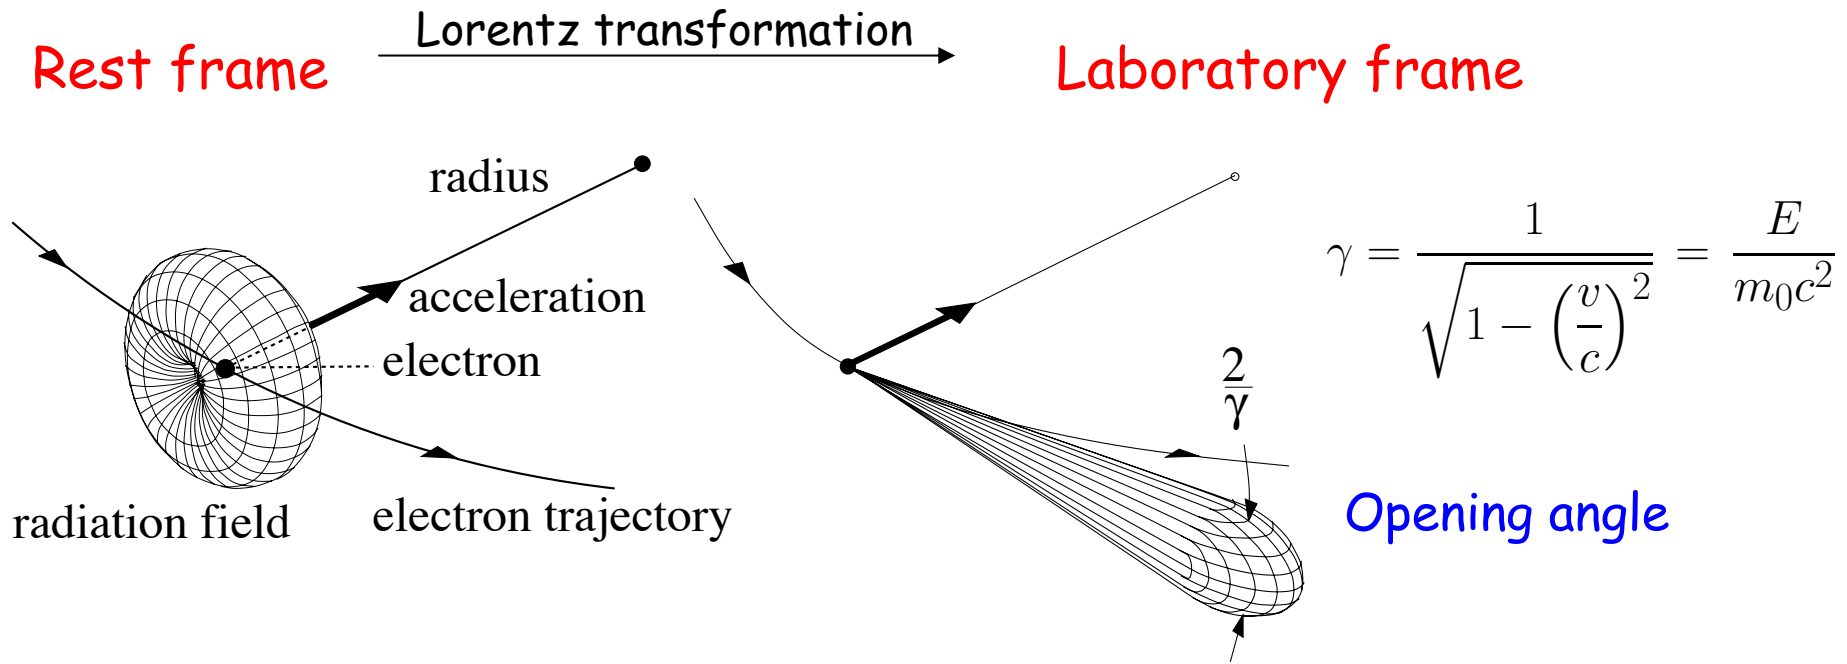 Lorentz transformation
Rest frame
Laboratory frame
radius
acceleration
electron
radiation field
electron trajectory
γ = 1 / √(1 − (v/c)²) = E / m₀c²
2/γ
Opening angle